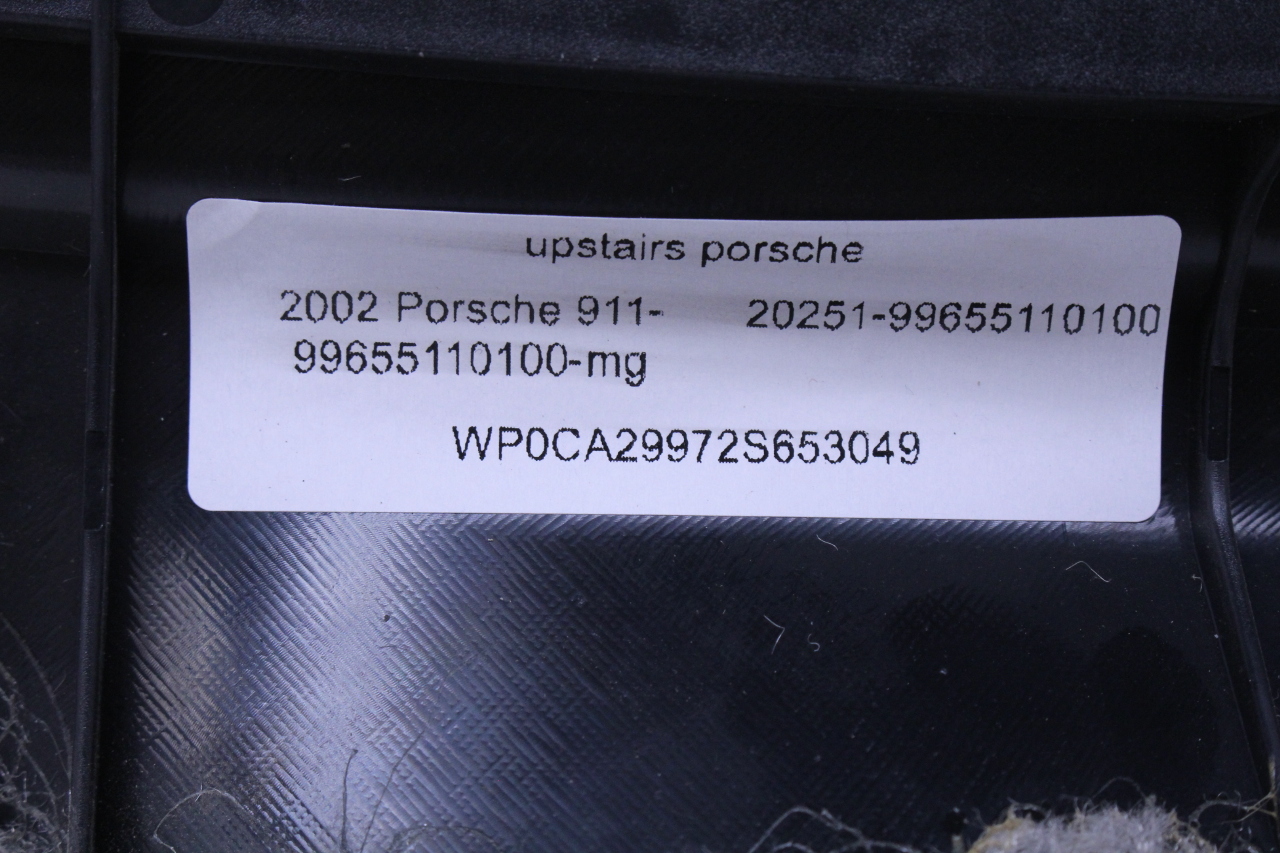 upstairs porsche
2002 Porsche 911- 20251-99655110100
99655110100-mg
WP0CA29972S653049